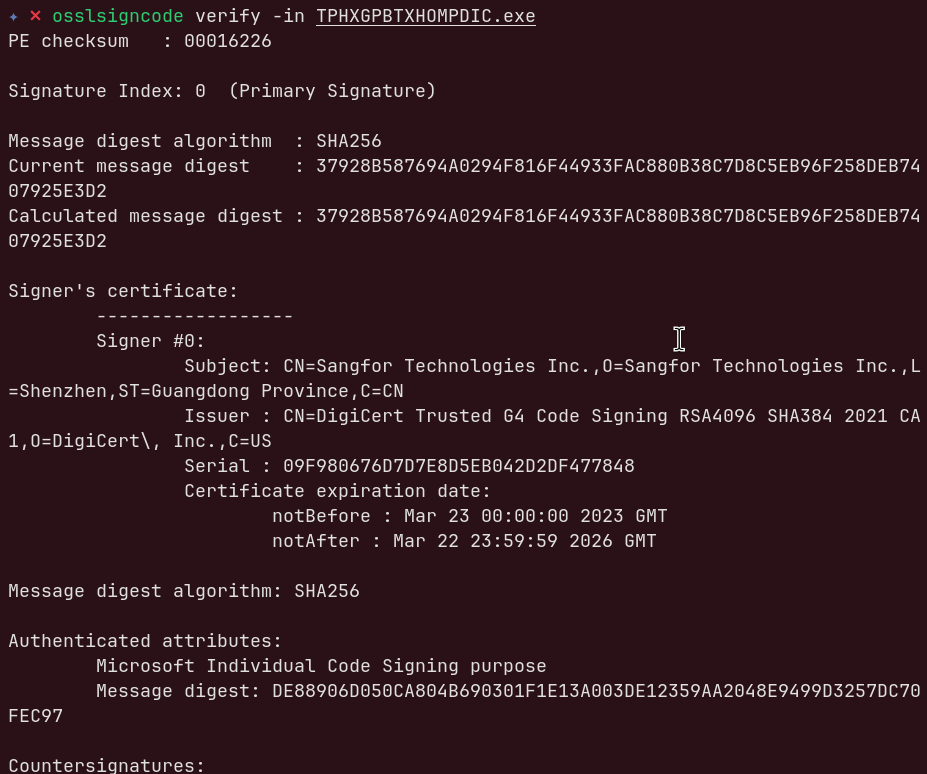 ✦ ✕ osslsigncode verify -in TPHXGPBTXHOMPDIC.exe
PE checksum   : 00016226
Signature Index: 0  (Primary Signature)
Message digest algorithm  : SHA256
Current message digest    : 37928B587694A0294F816F44933FAC880B38C7D8C5EB96F258DEB74
07925E3D2
Calculated message digest : 37928B587694A0294F816F44933FAC880B38C7D8C5EB96F258DEB74
07925E3D2
Signer's certificate:
        ------------------
        Signer #0:
                Subject: CN=Sangfor Technologies Inc.,O=Sangfor Technologies Inc.,L
=Shenzhen,ST=Guangdong Province,C=CN
                Issuer : CN=DigiCert Trusted G4 Code Signing RSA4096 SHA384 2021 CA
1,O=DigiCert\, Inc.,C=US
                Serial : 09F980676D7D7E8D5EB042D2DF477848
                Certificate expiration date:
                        notBefore : Mar 23 00:00:00 2023 GMT
                        notAfter : Mar 22 23:59:59 2026 GMT
Message digest algorithm: SHA256
Authenticated attributes:
        Microsoft Individual Code Signing purpose
        Message digest: DE88906D050CA804B690301F1E13A003DE12359AA2048E9499D3257DC70
FEC97
Countersignatures: